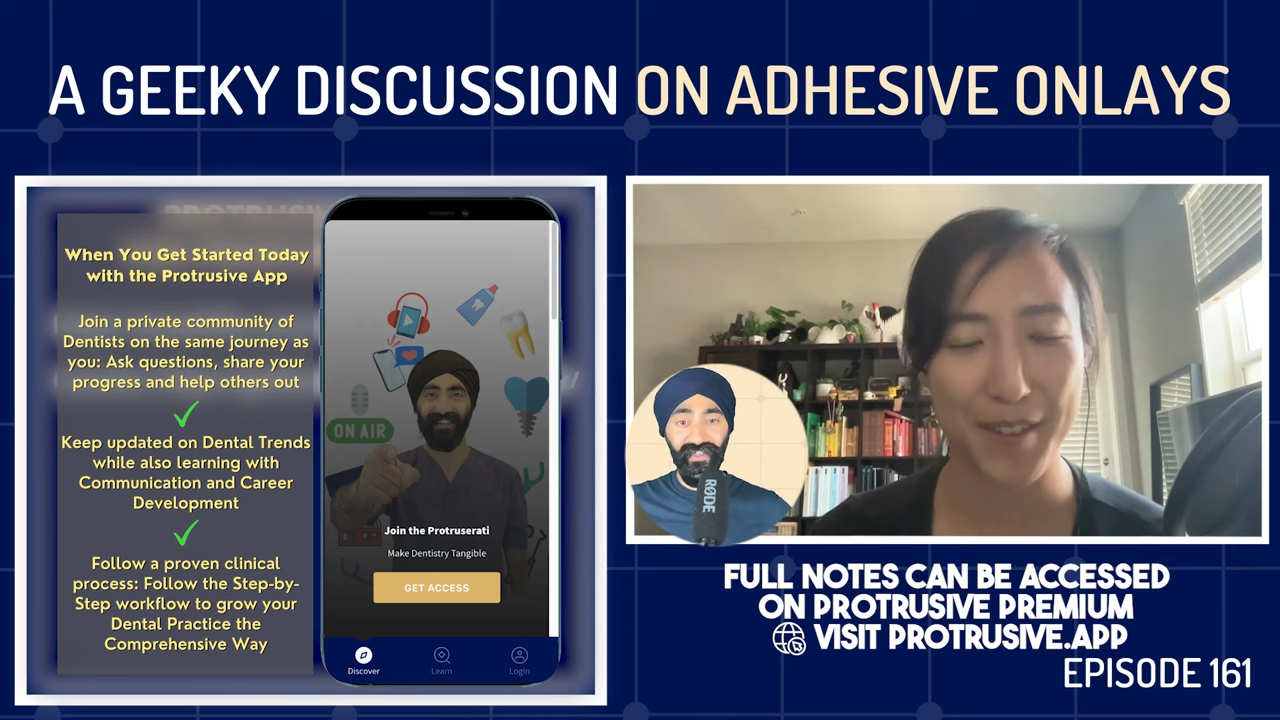 A GEEKY DISCUSSION ON ADHESIVE ONLAYS
When You Get Started Today
with the Protrusive App
Join a private community of
Dentists on the same journey as
you: Ask questions, share your
progress and help others out
Keep updated on Dental Trends
while also learning with
Communication and Career
Development
Follow a proven clinical
process: Follow the Step-by-
Step workflow to grow your
Dental Practice the
Comprehensive Way
ON AIR
Join the Protruserati
Make Dentistry Tangible
GET ACCESS
Discover
Learn
Login
RØDE
FULL NOTES CAN BE ACCESSED
ON PROTRUSIVE PREMIUM
VISIT PROTRUSIVE.APP
EPISODE 161